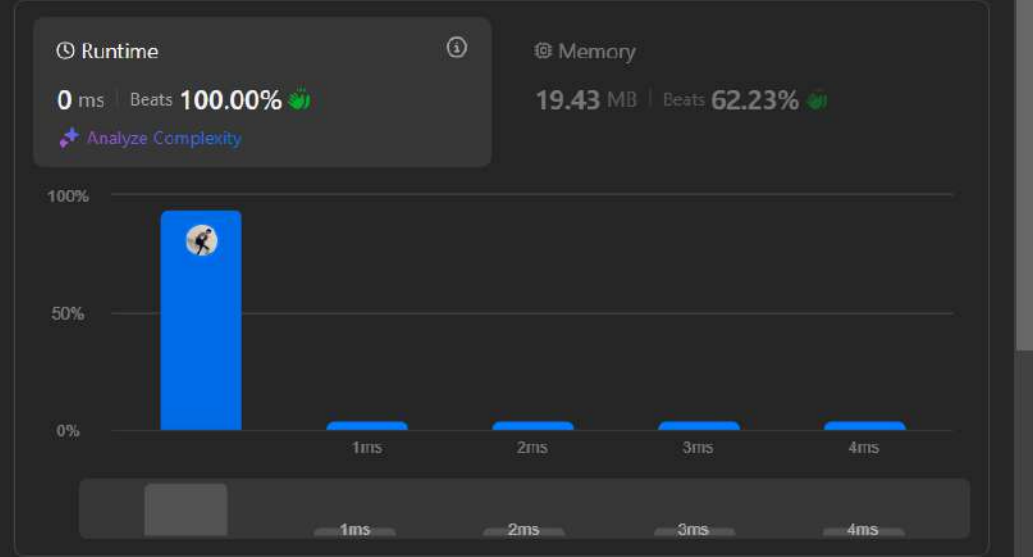 Runtime
0 ms | Beats 100.00%
Analyze Complexity
Memory
19.43 MB | Beats 62.23%
100%
50%
0%
1ms 2ms 3ms 4ms
1ms 2ms 3ms 4ms